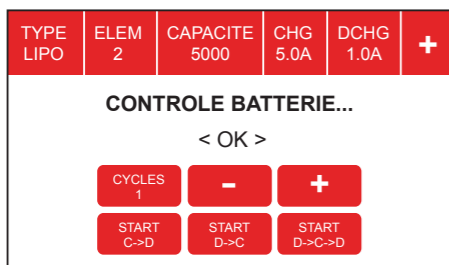 TYPE ELEM CAPACITE CHG DCHG +
LIPO 2 5000 5.0A 1.0A
CONTROLE BATTERIE...
< OK >
CYCLES - +
1
START START START
C->D D->C D->C->D